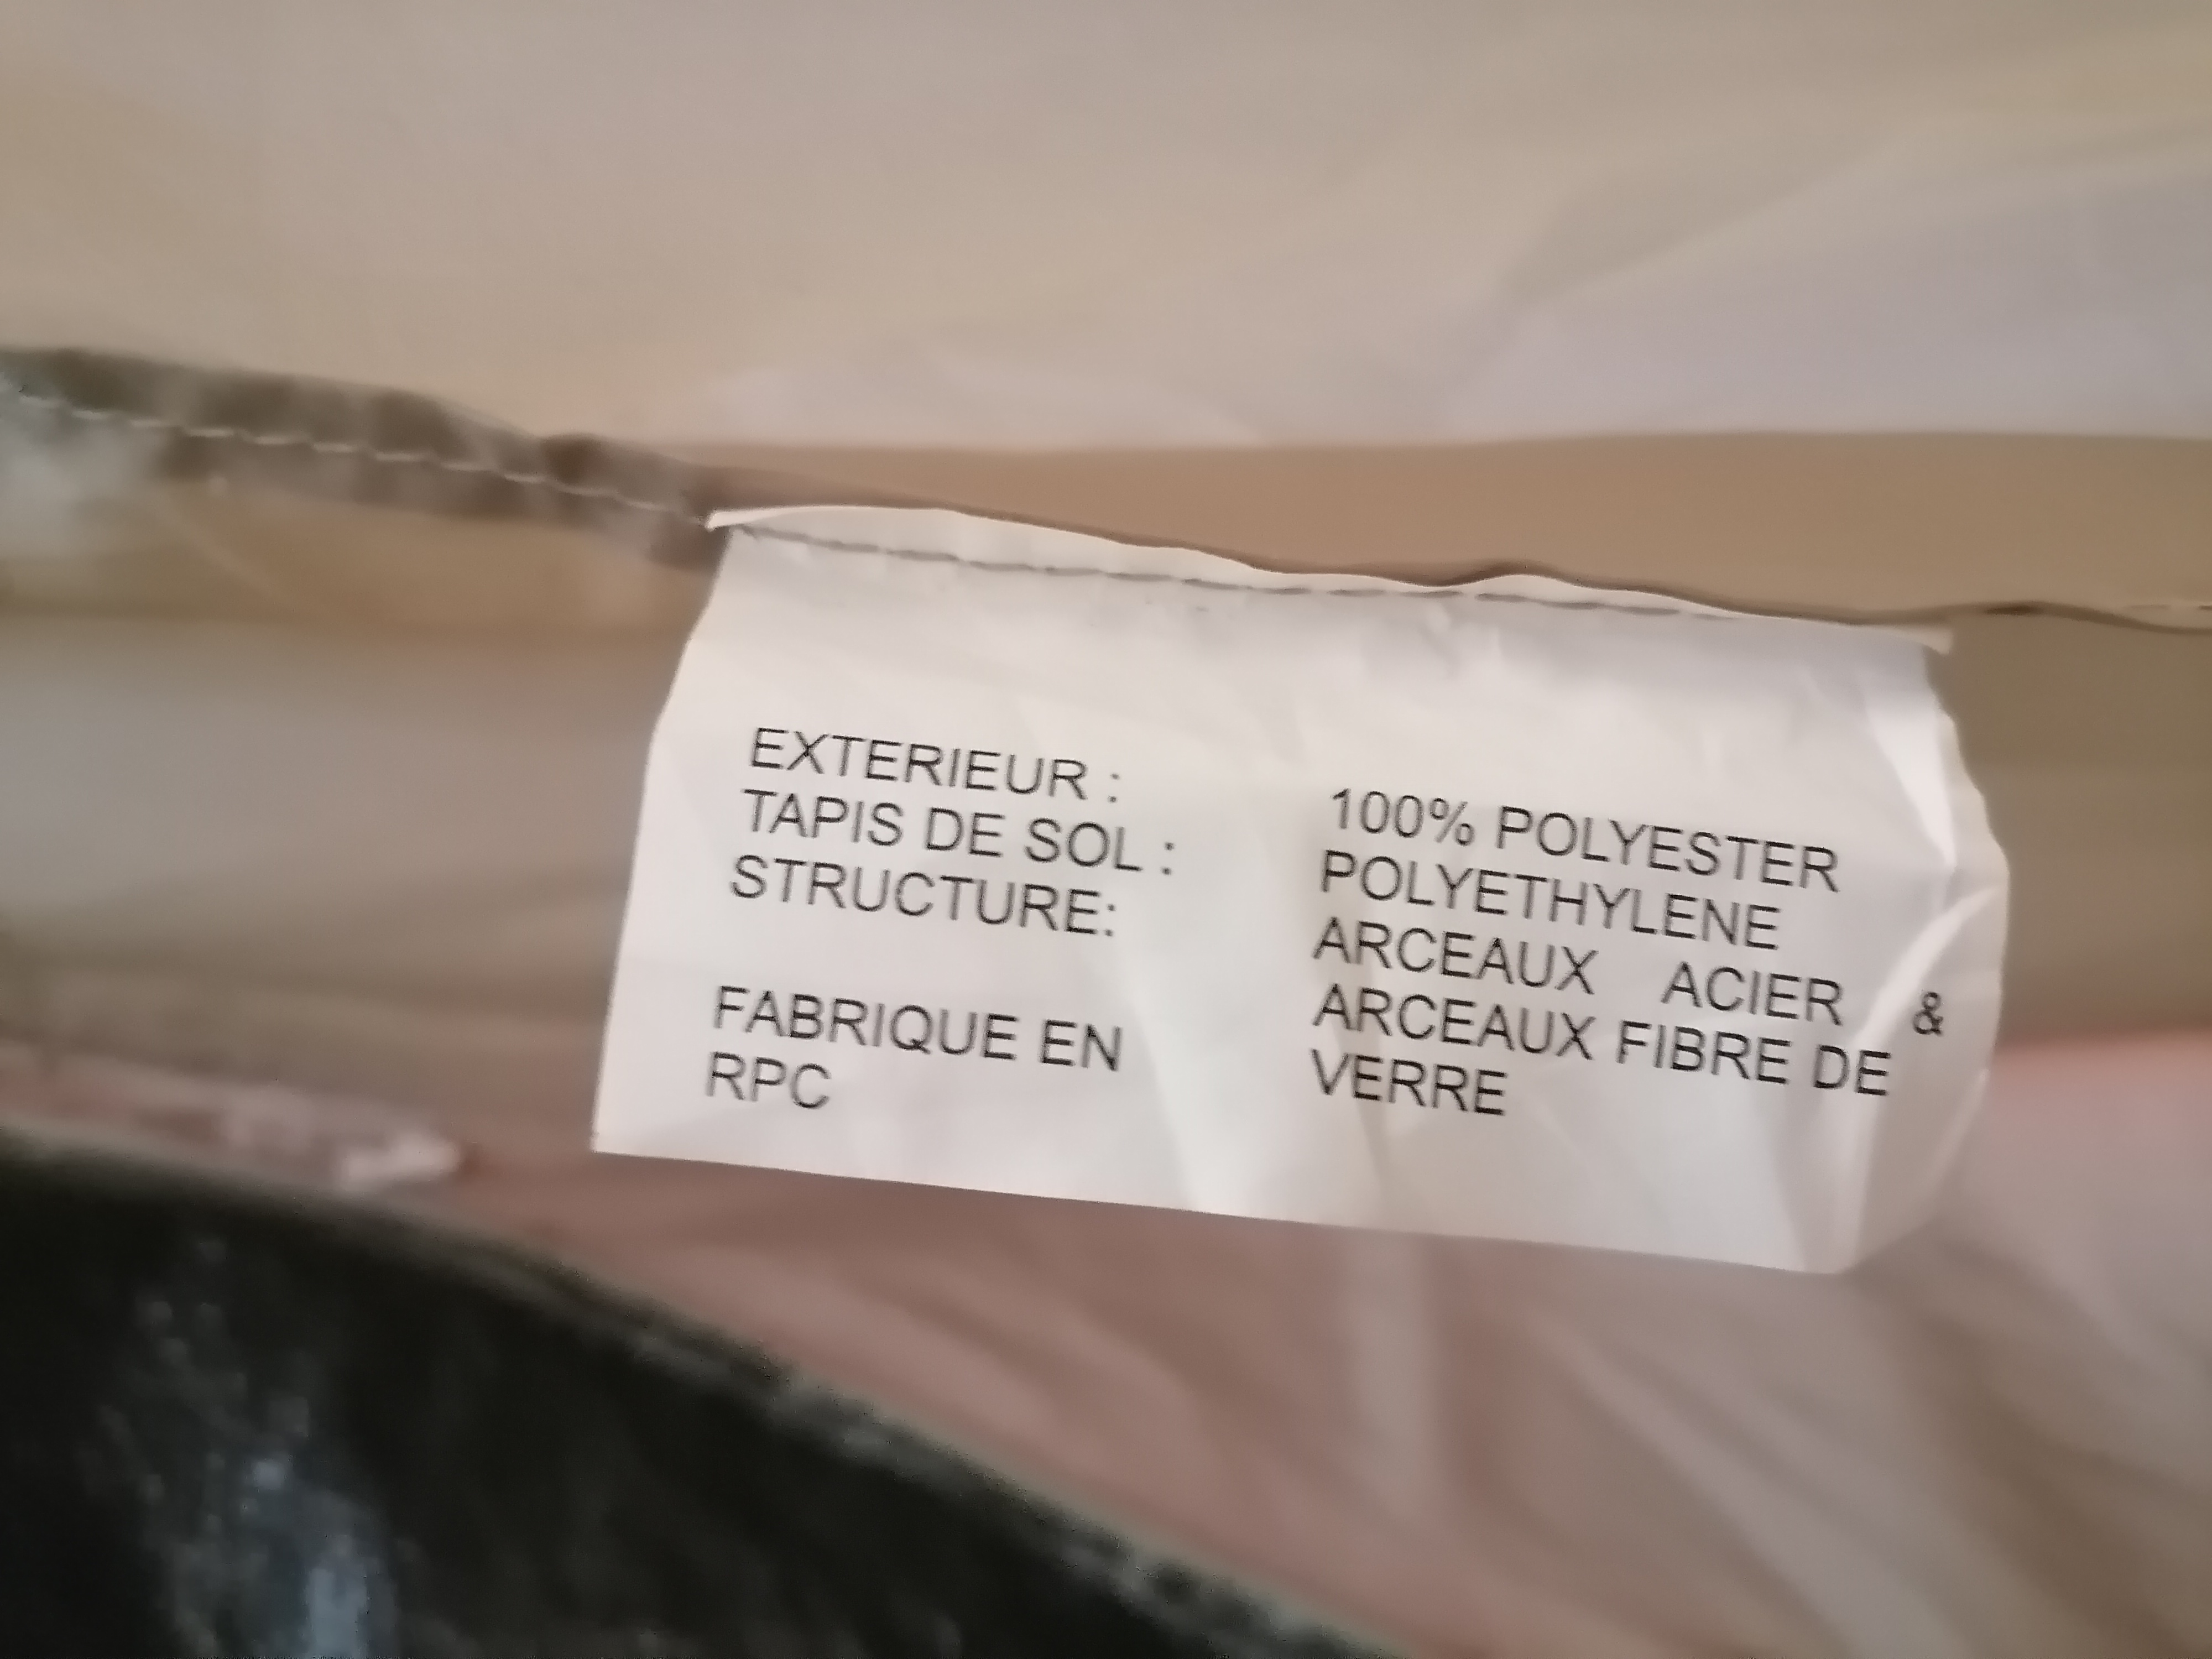 EXTERIEUR : 100% POLYESTER
TAPIS DE SOL : POLYETHYLENE
STRUCTURE: ARCEAUX ACIER &
ARCEAUX FIBRE DE
VERRE
FABRIQUE EN
RPC